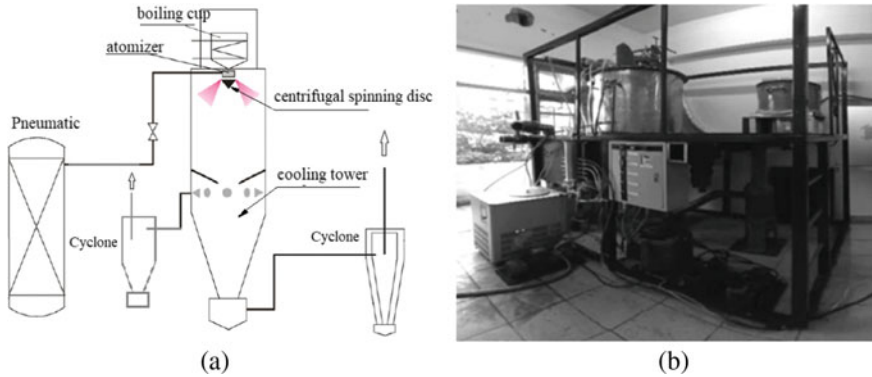 boiling cup
atomizer
centrifugal spinning disc
Pneumatic
cooling tower
Cyclone
Cyclone
(a)
(b)